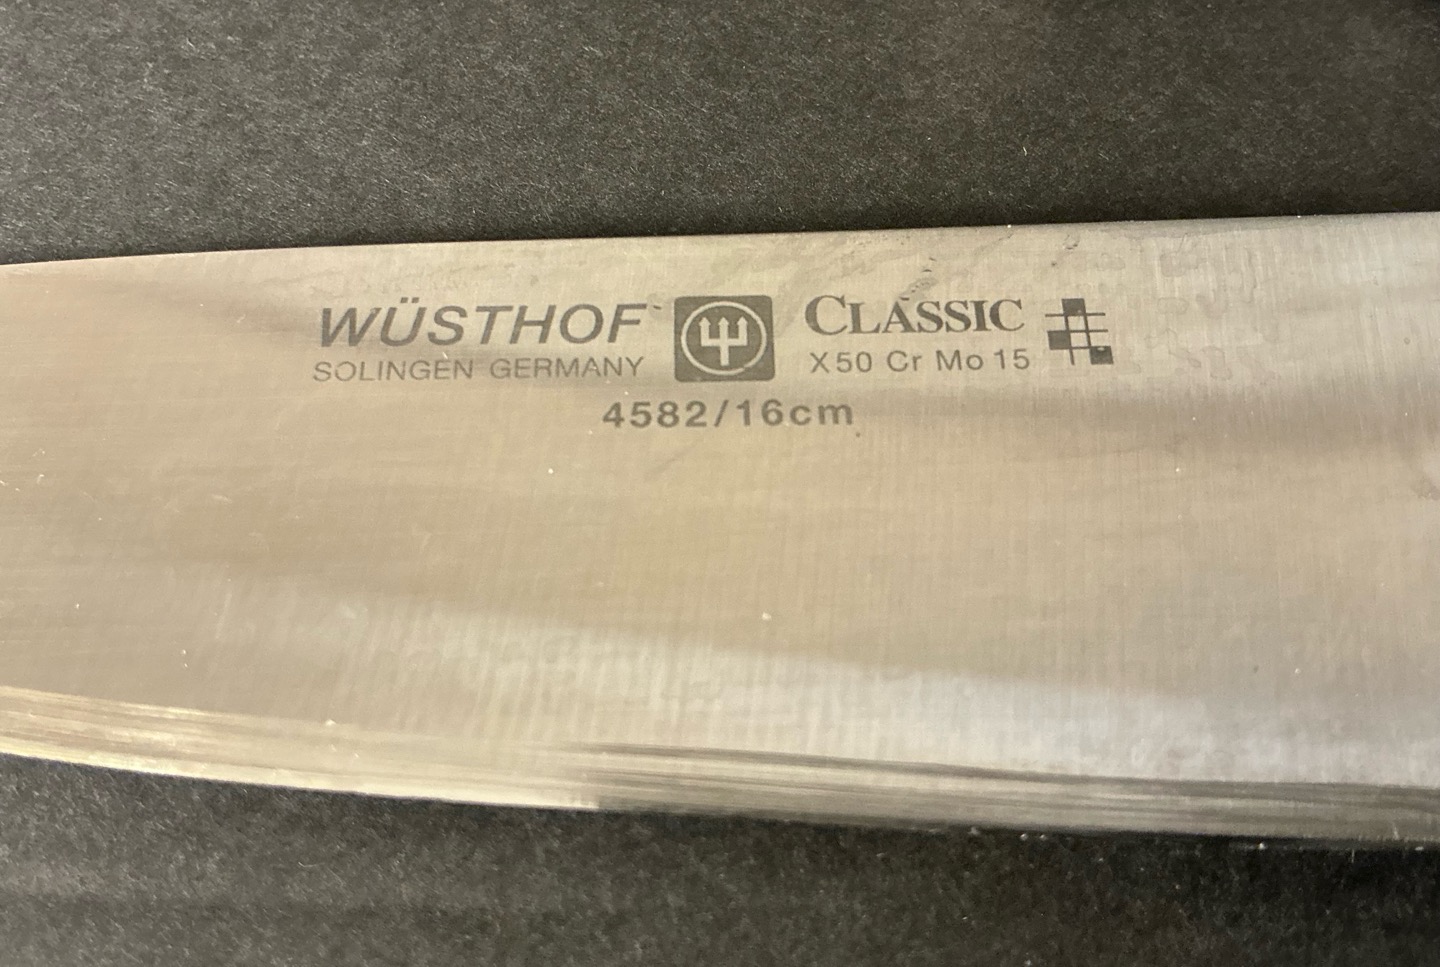 WÜSTHOF CLASSIC
SOLINGEN GERMANY X50 Cr Mo 15
4582/16cm